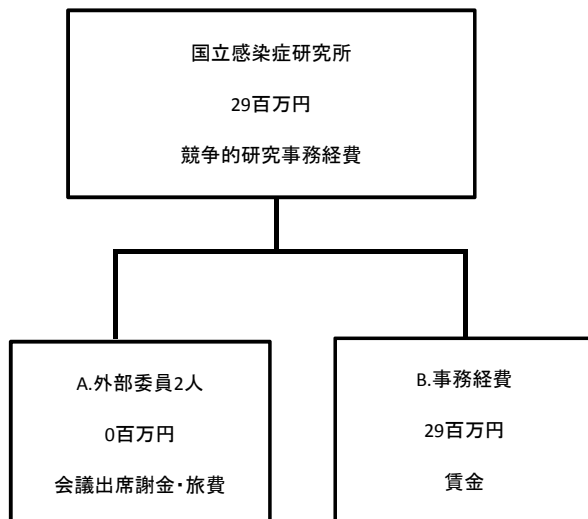 国立感染症研究所
29百万円
競争的研究事務経費
A.外部委員2人
0百万円
会議出席謝金・旅費
B.事務経費
29百万円
賃金